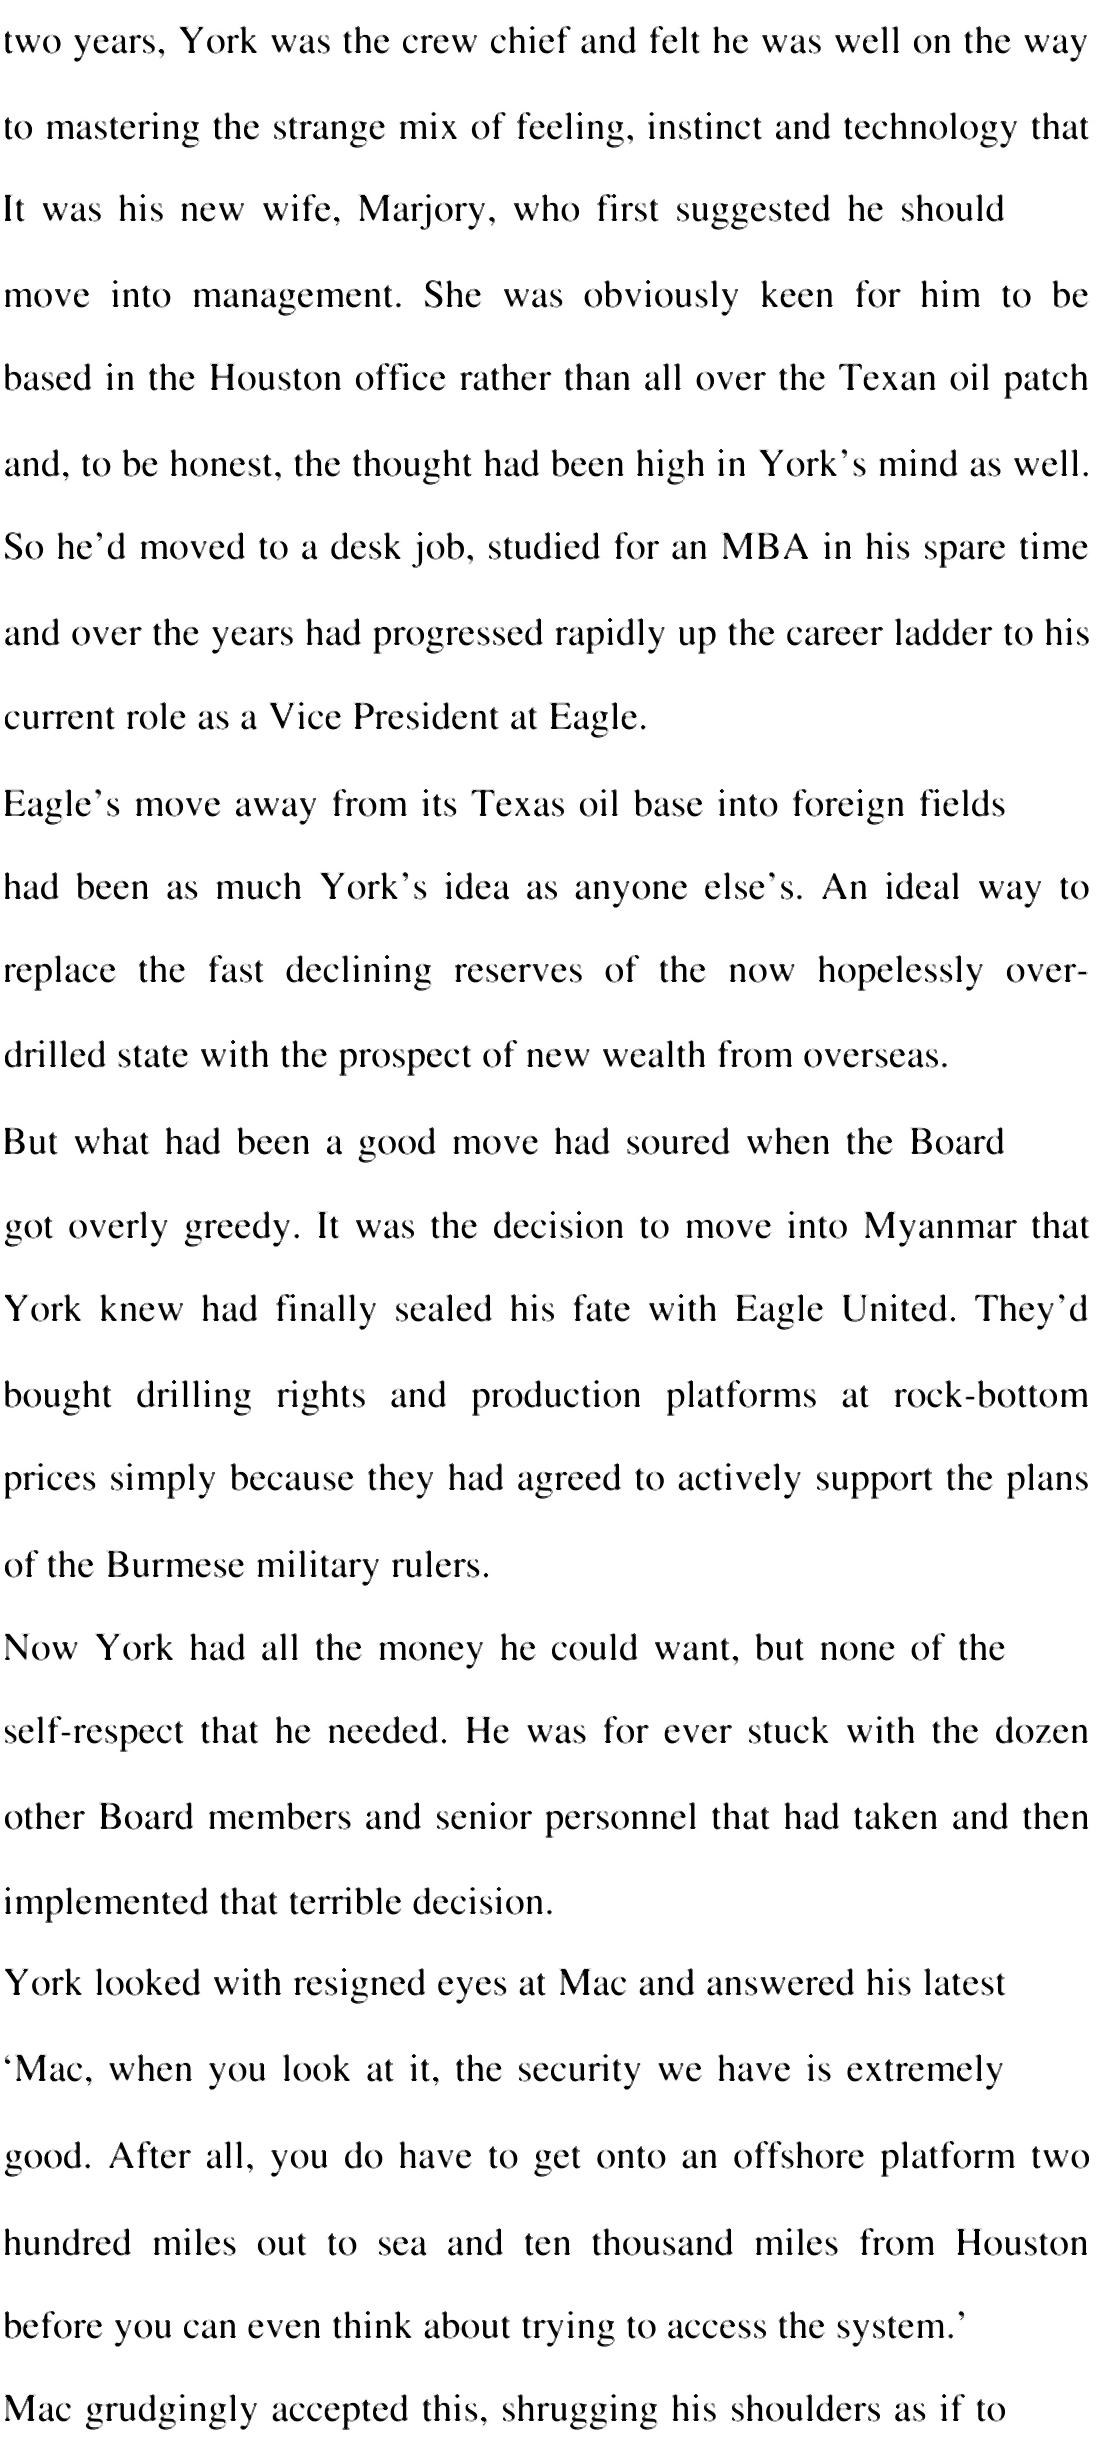 two years, York was the crew chief and felt he was well on the way
to mastering the strange mix of feeling, instinct and technology that
It was his new wife, Marjory, who first suggested he should
move into management. She was obviously keen for him to be
based in the Houston office rather than all over the Texan oil patch
and, to be honest, the thought had been high in York’s mind as well.
So he’d moved to a desk job, studied for an MBA in his spare time
and over the years had progressed rapidly up the career ladder to his
current role as a Vice President at Eagle.
Eagle’s move away from its Texas oil base into foreign fields
had been as much York’s idea as anyone else’s. An ideal way to
replace the fast declining reserves of the now hopelessly over-
drilled state with the prospect of new wealth from overseas.
But what had been a good move had soured when the Board
got overly greedy. It was the decision to move into Myanmar that
York knew had finally sealed his fate with Eagle United. They’d
bought drilling rights and production platforms at rock-bottom
prices simply because they had agreed to actively support the plans
of the Burmese military rulers.
Now York had all the money he could want, but none of the
self-respect that he needed. He was for ever stuck with the dozen
other Board members and senior personnel that had taken and then
implemented that terrible decision.
York looked with resigned eyes at Mac and answered his latest
‘Mac, when you look at it, the security we have is extremely
good. After all, you do have to get onto an offshore platform two
hundred miles out to sea and ten thousand miles from Houston
before you can even think about trying to access the system.’
Mac grudgingly accepted this, shrugging his shoulders as if to